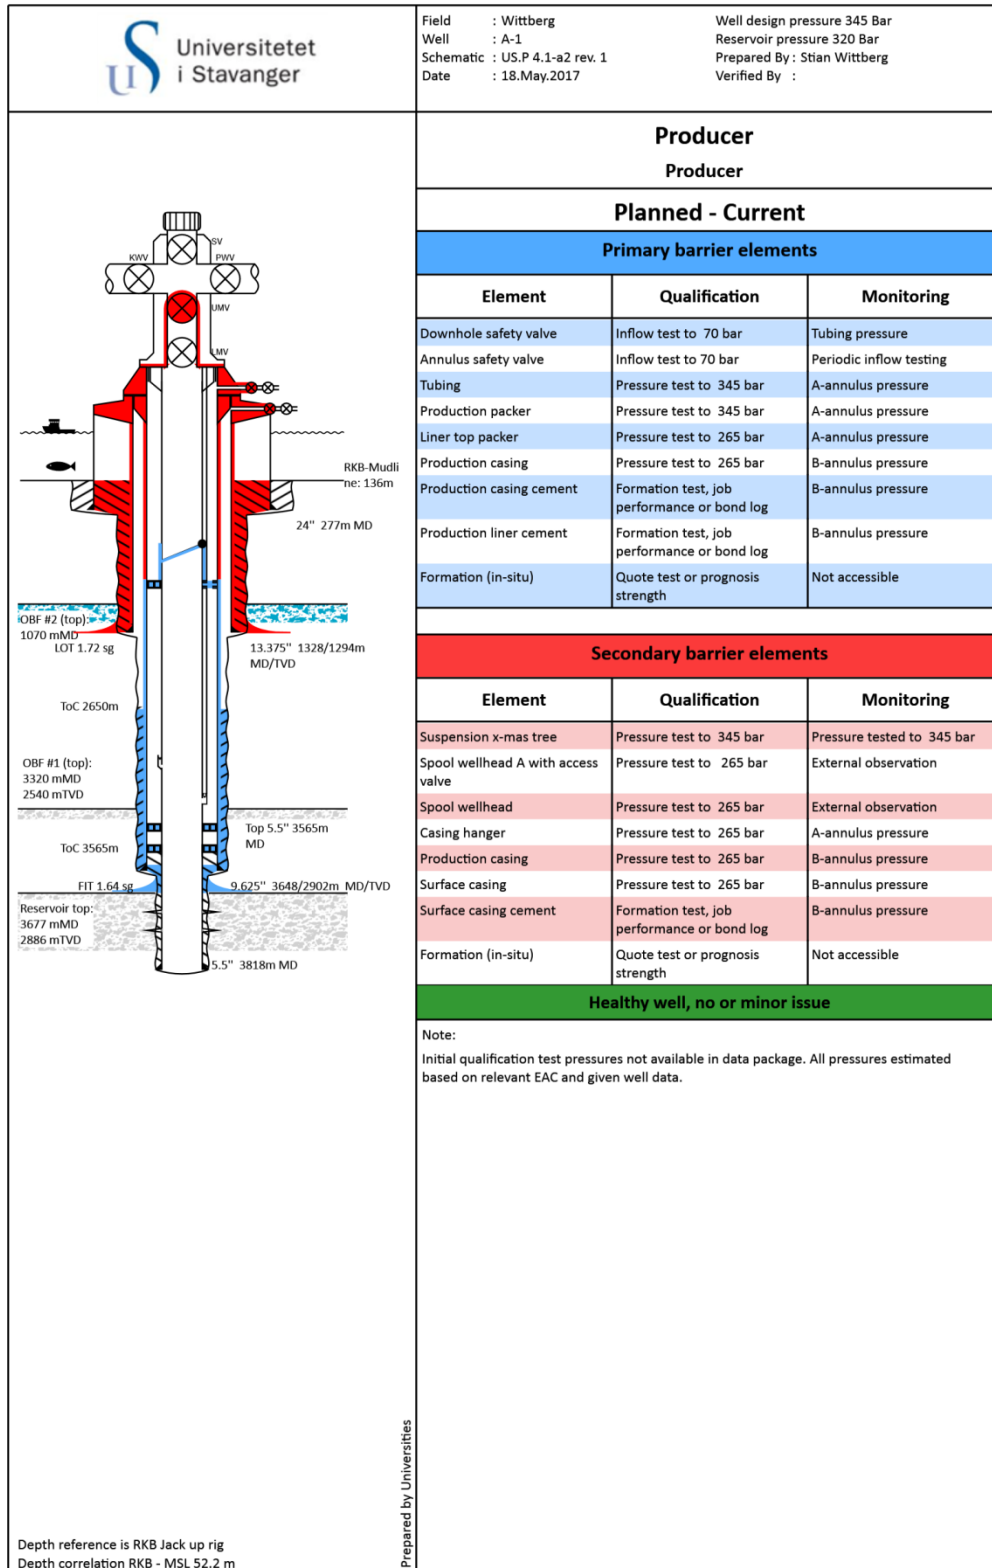 Universitetet
i Stavanger
Field : Wittberg
Well : A-1
Schematic : US.P 4.1-a2 rev. 1
Date : 18.May.2017
Well design pressure 345 Bar
Reservoir pressure 320 Bar
Prepared By : Stian Wittberg
Verified By :
Producer
Producer
Planned - Current
Primary barrier elements
Element Qualification Monitoring
Downhole safety valve Inflow test to 70 bar Tubing pressure
Annulus safety valve Inflow test to 70 bar Periodic inflow testing
Tubing Pressure test to 345 bar A-annulus pressure
Production packer Pressure test to 345 bar A-annulus pressure
Liner top packer Pressure test to 265 bar A-annulus pressure
Production casing Pressure test to 265 bar B-annulus pressure
Production casing cement Formation test, job B-annulus pressure
performance or bond log
Production liner cement Formation test, job B-annulus pressure
performance or bond log
Formation (in-situ) Quote test or prognosis Not accessible
strength
Secondary barrier elements
Element Qualification Monitoring
Suspension x-mas tree Pressure test to 345 bar Pressure tested to 345 bar
Spool wellhead A with access Pressure test to 265 bar External observation
valve
Spool wellhead Pressure test to 265 bar External observation
Casing hanger Pressure test to 265 bar A-annulus pressure
Production casing Pressure test to 265 bar B-annulus pressure
Surface casing Pressure test to 265 bar B-annulus pressure
Surface casing cement Formation test, job B-annulus pressure
performance or bond log
Formation (in-situ) Quote test or prognosis Not accessible
strength
Healthy well, no or minor issue
Note:
Initial qualification test pressures not available in data package. All pressures estimated
based on relevant EAC and given well data.
SV
KWV PWV
UMV
LMV
RKB-Mudli
ne: 136m
24" 277m MD
OBF #2 (top):
1070 mMD
LOT 1.72 sg
13.375" 1328/1294m
MD/TVD
ToC 2650m
OBF #1 (top):
3320 mMD
2540 mTVD
Top 5.5" 3565m
MD
ToC 3565m
FIT 1.64 sg
9.625" 3648/2902m MD/TVD
Reservoir top:
3677 mMD
2886 mTVD
5.5" 3818m MD
Prepared by Universities
Depth reference is RKB Jack up rig
Depth correlation RKB - MSL 52.2 m